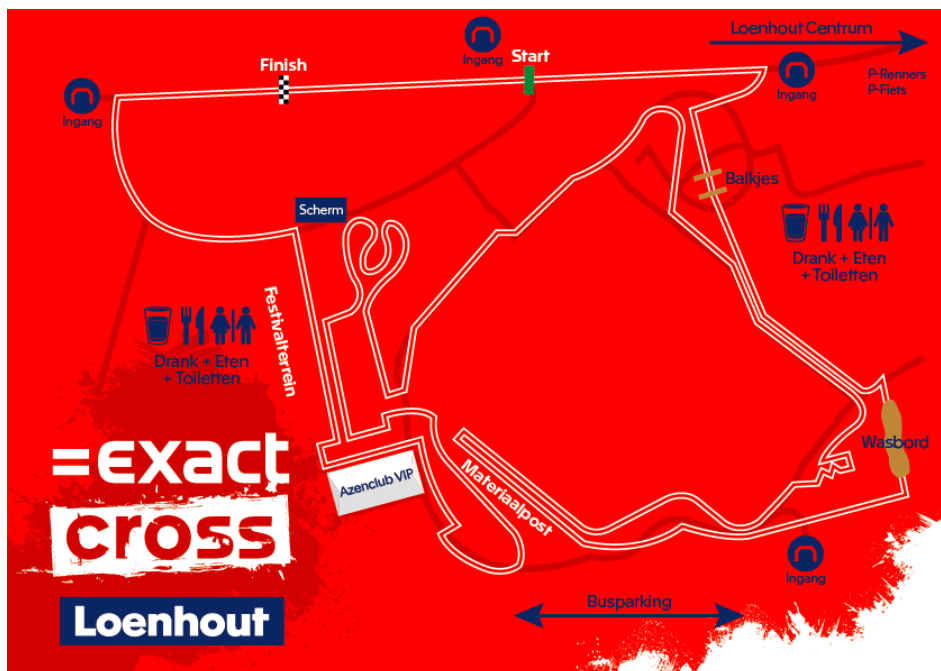 Loenhout Centrum
Ingang
Start
Finish
Ingang
P-Renners
P-Fiets
Ingang
Balkjes
Scherm
Drank + Eten
+ Toiletten
Festivalterrein
Drank + Eten
+ Toiletten
Wasbord
=exact
cross
Loenhout
Azenclub VIP
Materiaalpost
Ingang
Busparking